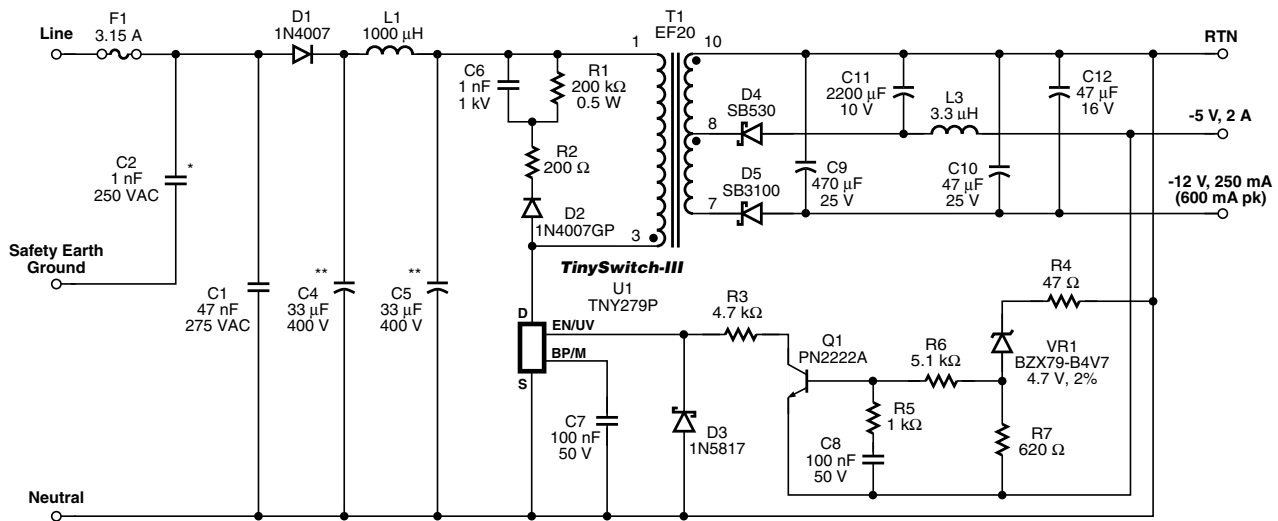 F1
3.15 A
Line
D1
1N4007
L1
1000 µH
T1
EF20
1
10
RTN
C6
1 nF
1 kV
R1
200 kΩ
0.5 W
C11
2200 µF
10 V
C12
47 µF
16 V
D4
SB530
L3
3.3 µH
8
-5 V, 2 A
C2
1 nF
250 VAC
*
R2
200 Ω
D5
SB3100
C9
470 µF
25 V
C10
47 µF
25 V
-12 V, 250 mA
(600 mA pk)
7
D2
1N4007GP
3
Safety Earth
Ground
TinySwitch-III
U1
TNY279P
C1
47 nF
275 VAC
**
C4
33 µF
400 V
**
C5
33 µF
400 V
D
EN/UV
BP/M
S
R3
4.7 kΩ
R4
47 Ω
Q1
PN2222A
R6
5.1 kΩ
VR1
BZX79-B4V7
4.7 V, 2%
C7
100 nF
50 V
D3
1N5817
R5
1 kΩ
C8
100 nF
50 V
R7
620 Ω
Neutral